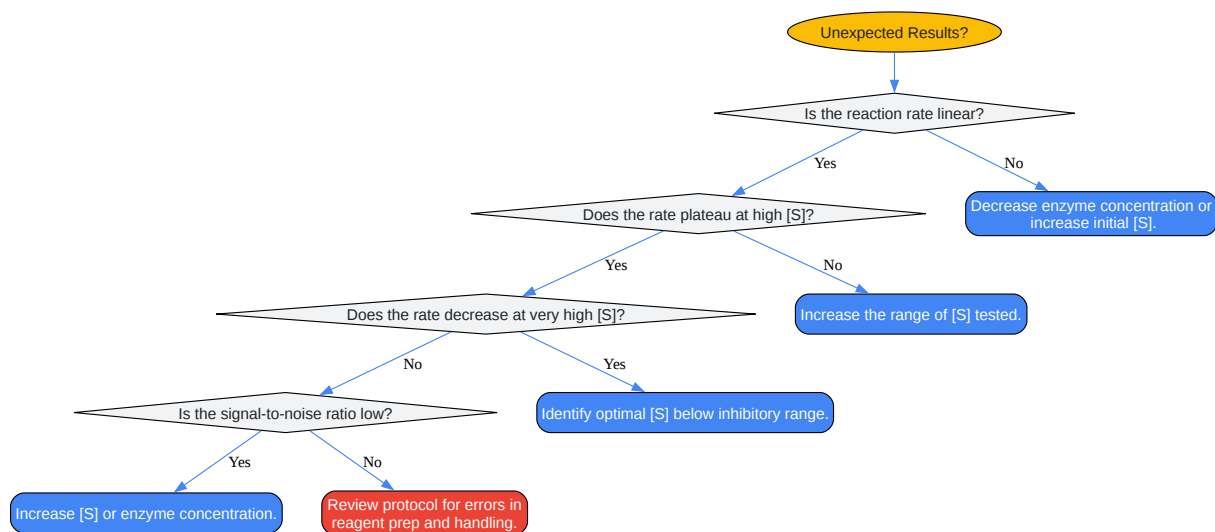 Unexpected Results?
Is the reaction rate linear?
Yes
No
Does the rate plateau at high [S]?
Decrease enzyme concentration or
increase initial [S].
Yes
No
Does the rate decrease at very high [S]?
Increase the range of [S] tested.
No
Yes
Is the signal-to-noise ratio low?
Identify optimal [S] below inhibitory range.
Yes
No
Increase [S] or enzyme concentration.
Review protocol for errors in
reagent prep and handling.